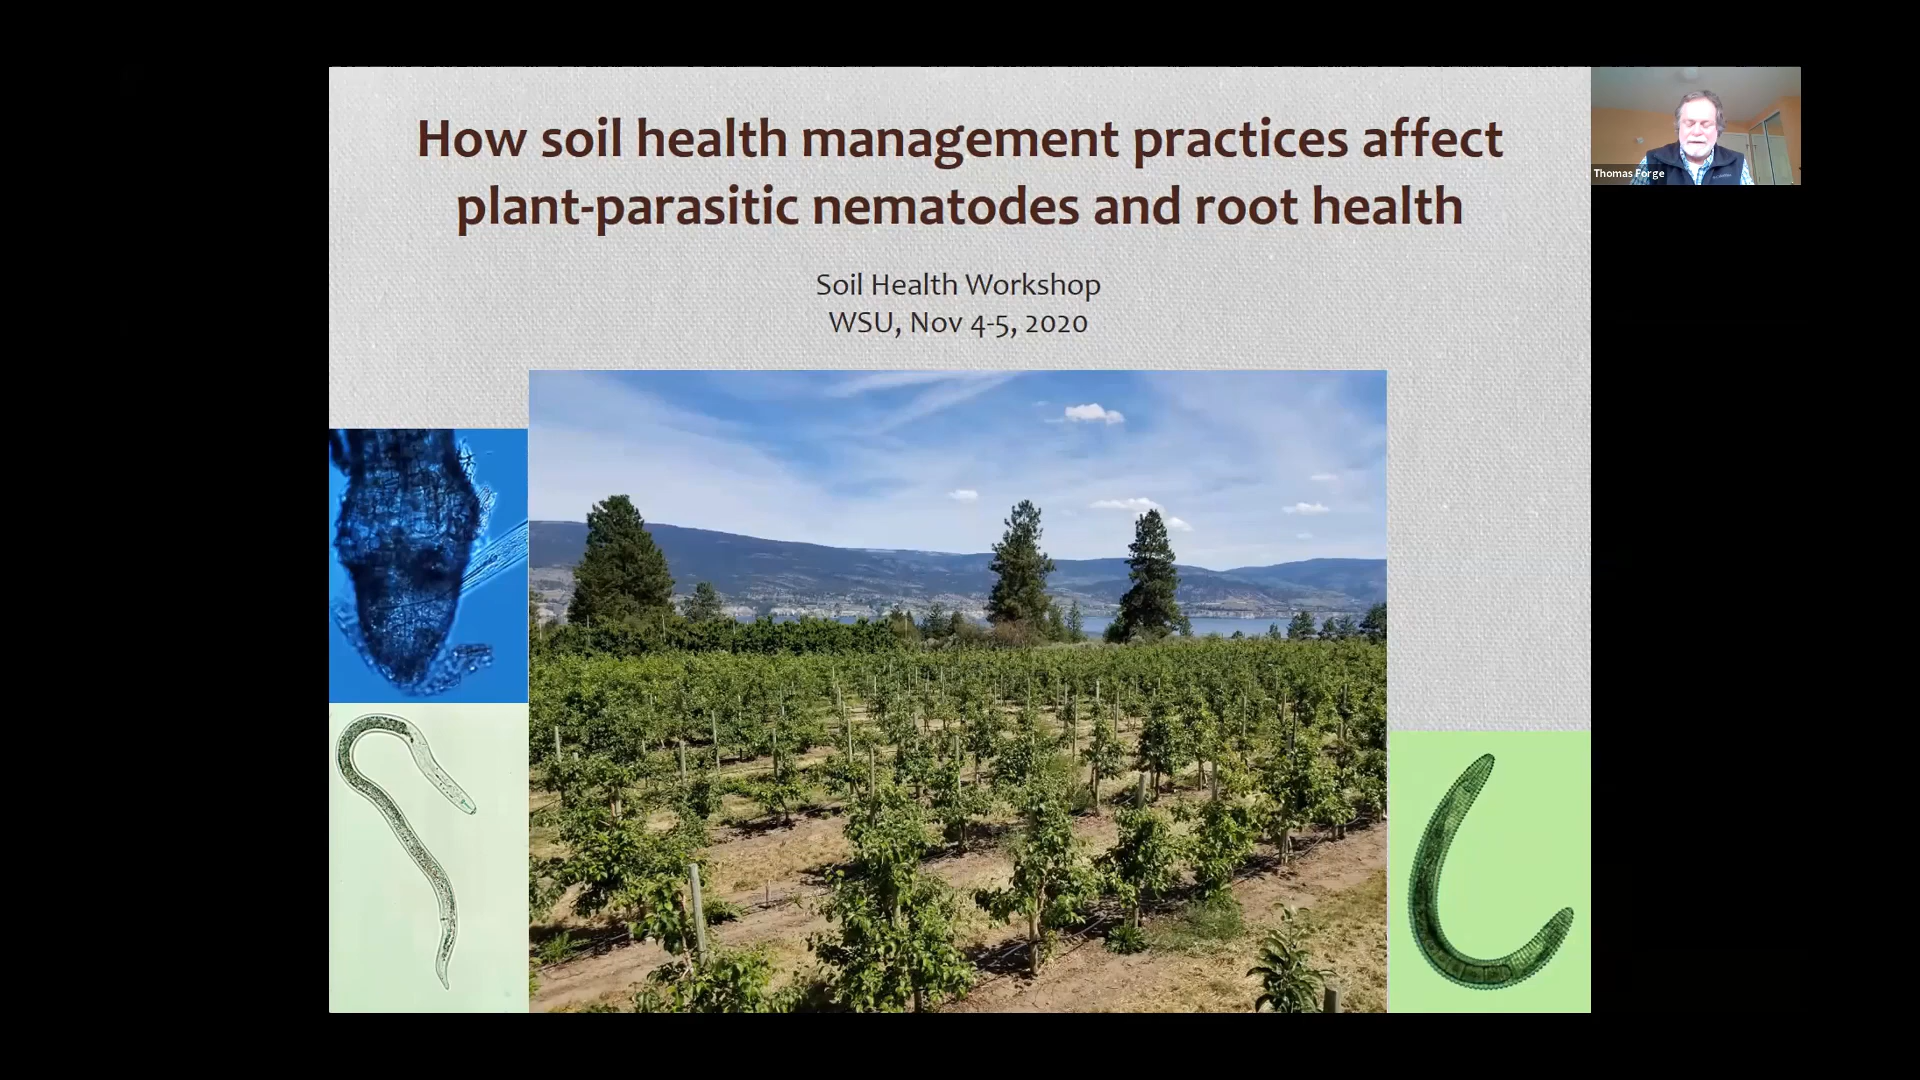 How soil health management practices affect
plant-parasitic nematodes and root health
Soil Health Workshop
WSU, Nov 4-5, 2020
Thomas Forge